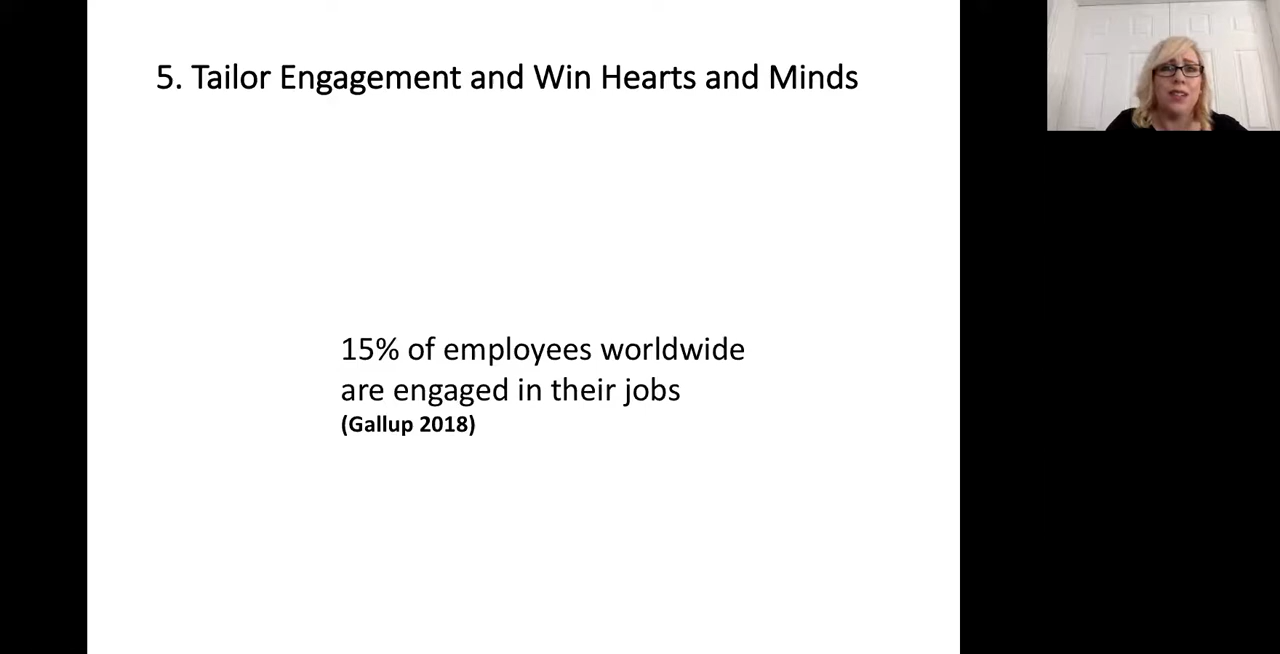 5. Tailor Engagement and Win Hearts and Minds
15% of employees worldwide
are engaged in their jobs
(Gallup 2018)